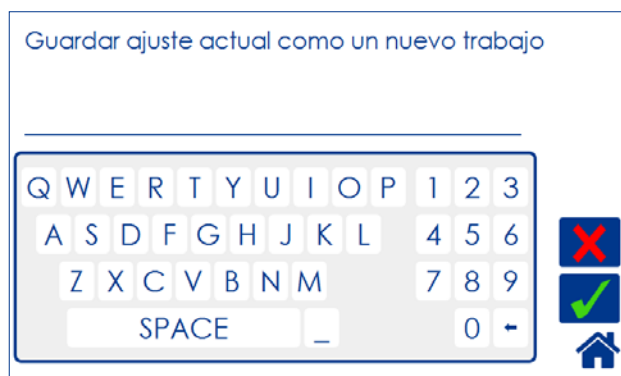 Guardar ajuste actual como un nuevo trabajo
Q W E R T Y U I O P 1 2 3
A S D F G H J K L 4 5 6
Z X C V B N M 7 8 9
SPACE _ 0 ←